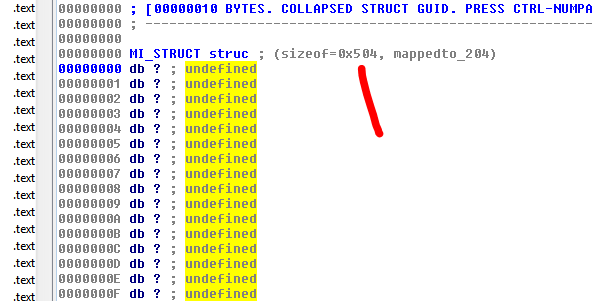 .text 00000000 ; [00000010 BYTES. COLLAPSED STRUCT GUID. PRESS CTRL-NUMPA
.text 00000000 ; ---------------------------------------------------------
.text 00000000
.text 00000000 MI_STRUCT struc ; (sizeof=0x504, mappedto_204)
.text 00000000 db ? ; undefined
.text 00000001 db ? ; undefined
.text 00000002 db ? ; undefined
.text 00000003 db ? ; undefined
.text 00000004 db ? ; undefined
.text 00000005 db ? ; undefined
.text 00000006 db ? ; undefined
.text 00000007 db ? ; undefined
.text 00000008 db ? ; undefined
.text 00000009 db ? ; undefined
.text 0000000A db ? ; undefined
.text 0000000B db ? ; undefined
.text 0000000C db ? ; undefined
.text 0000000D db ? ; undefined
.text 0000000E db ? ; undefined
.text 0000000F db ? ; undefined